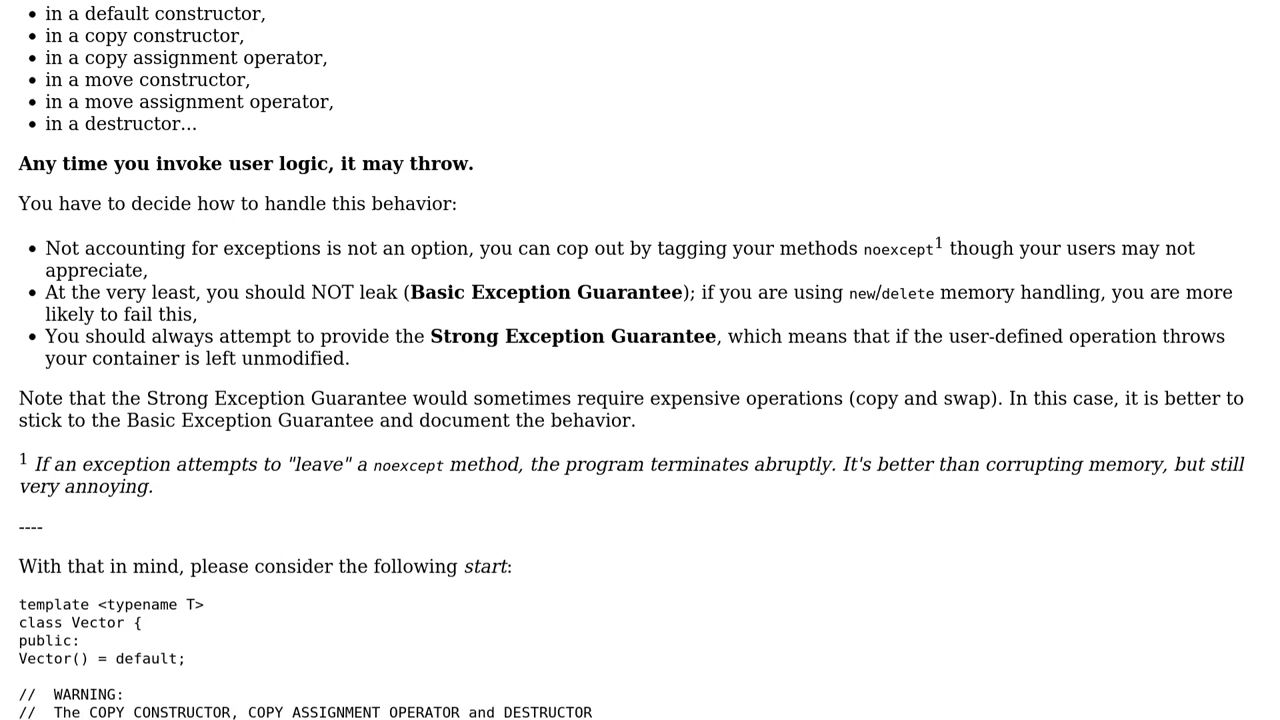 • in a default constructor,
• in a copy constructor,
• in a copy assignment operator,
• in a move constructor,
• in a move assignment operator,
• in a destructor...
Any time you invoke user logic, it may throw.
You have to decide how to handle this behavior:
• Not accounting for exceptions is not an option, you can cop out by tagging your methods noexcept1 though your users may not
appreciate,
• At the very least, you should NOT leak (Basic Exception Guarantee); if you are using new/delete memory handling, you are more
likely to fail this,
• You should always attempt to provide the Strong Exception Guarantee, which means that if the user-defined operation throws
your container is left unmodified.
Note that the Strong Exception Guarantee would sometimes require expensive operations (copy and swap). In this case, it is better to
stick to the Basic Exception Guarantee and document the behavior.
1 If an exception attempts to "leave" a noexcept method, the program terminates abruptly. It's better than corrupting memory, but still
very annoying.
----
With that in mind, please consider the following start:
template <typename T>
class Vector {
public:
Vector() = default;
//  WARNING:
//  The COPY CONSTRUCTOR, COPY ASSIGNMENT OPERATOR and DESTRUCTOR